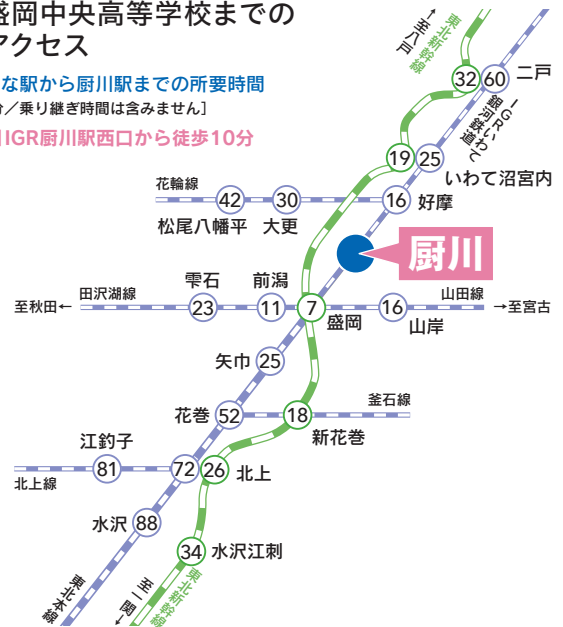 盛岡中央高等学校までの
アクセス
な駅から厨川駅までの所要時間
分／乗り継ぎ時間は含みません］
IGR厨川駅西口から徒歩10分
↑至八戸
東北新幹線
32
60
二戸
IGRいわて
銀河鉄道
19
25
いわて沼宮内
花輪線
42
30
16
好摩
松尾八幡平
大更
厨川
雫石
前潟
至秋田←
田沢湖線
23
11
7
盛岡
16
山岸
山田線
→至宮古
矢巾
25
花巻
52
18
新花巻
釜石線
江釣子
81
72
26
北上
北上線
水沢
88
34
水沢江刺
東北本線
至一関↓
東北新幹線